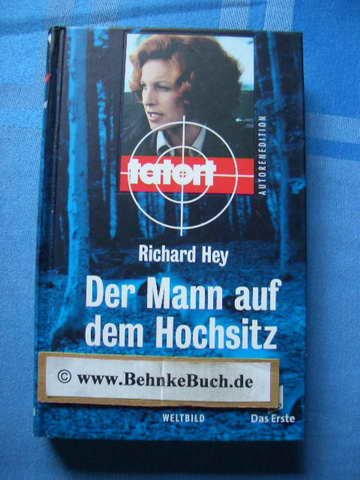 tatort
AUTORENEDITION
Richard Hey
Der Mann auf
dem Hochsitz
© www.BehnkeBuch.de
WELTBILD
Das Erste